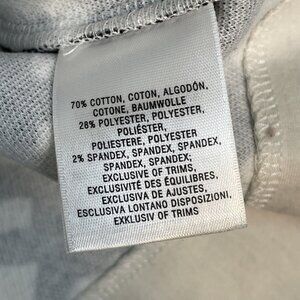 70% COTTON, COTON, ALGODÓN,
COTONE, BAUMWOLLE
28% POLYESTER, POLYESTER,
POLIÉSTER,
POLIESTERE, POLYESTER
2% SPANDEX, SPANDEX, SPANDEX,
SPANDEX, SPANDEX;
EXCLUSIVE OF TRIMS
EXCLUSIVITÉ DES ÉQUILIBRES,
EXCLUSIVA DE AJUSTES,
ESCLUSIVA LONTANO DISPOSIZIONI,
EXKLUSIV OF TRIMS